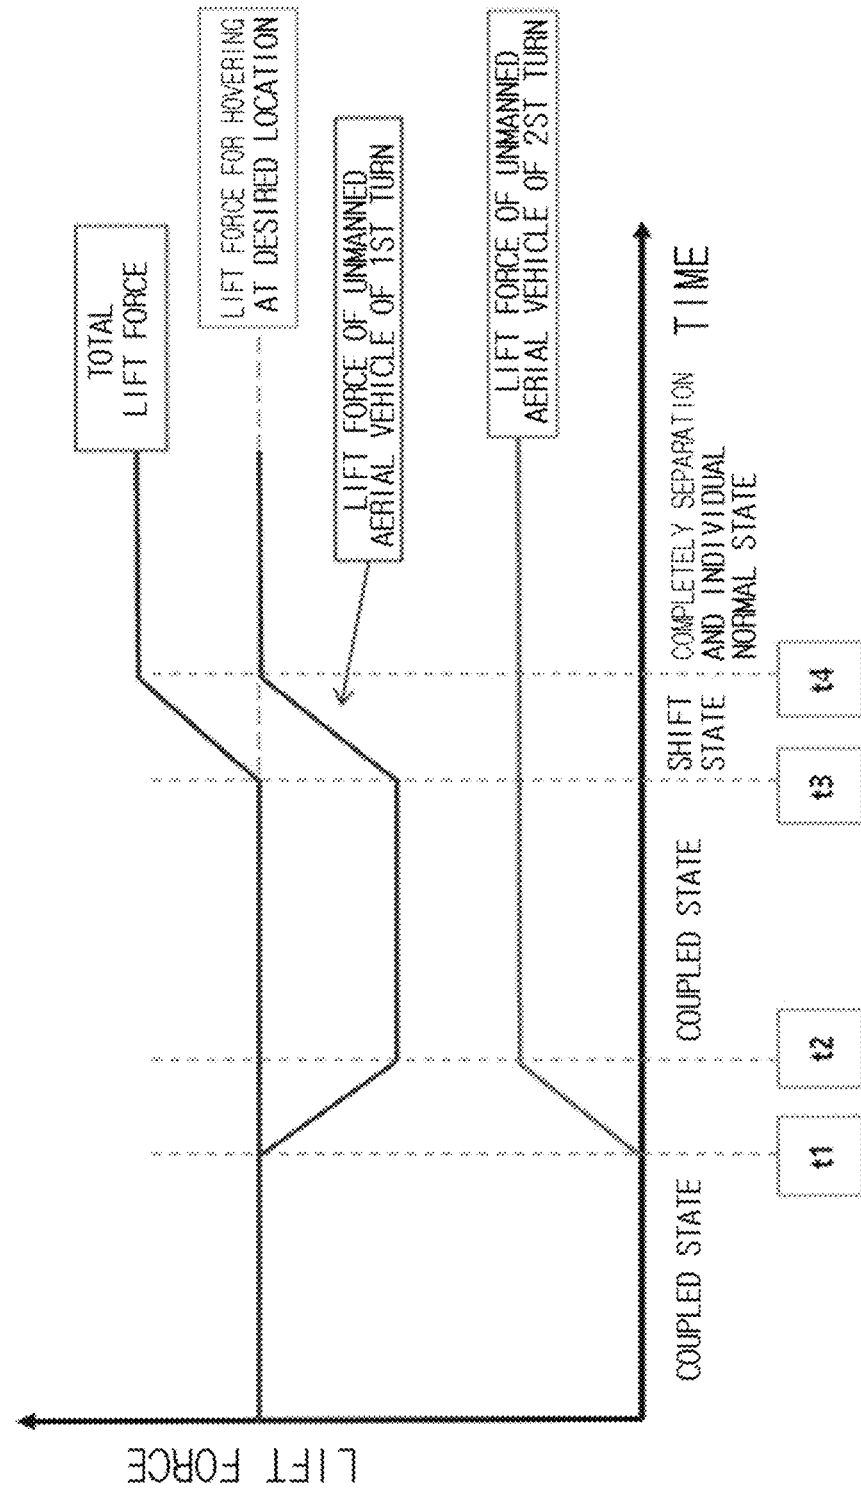 LIFT FORCE
TOTAL
LIFT FORCE
LIFT FORCE FOR HOVERING
AT DESIRED LOCATION
LIFT FORCE OF UNMANNED
AERIAL VEHICLE OF 1ST TURN
LIFT FORCE OF UNMANNED
AERIAL VEHICLE OF 2ST TURN
TIME
COUPLED STATE
COUPLED STATE
SHIFT
STATE
COMPLETELY SEPARATION
AND INDIVIDUAL
NORMAL STATE
t1
t2
t3
t4